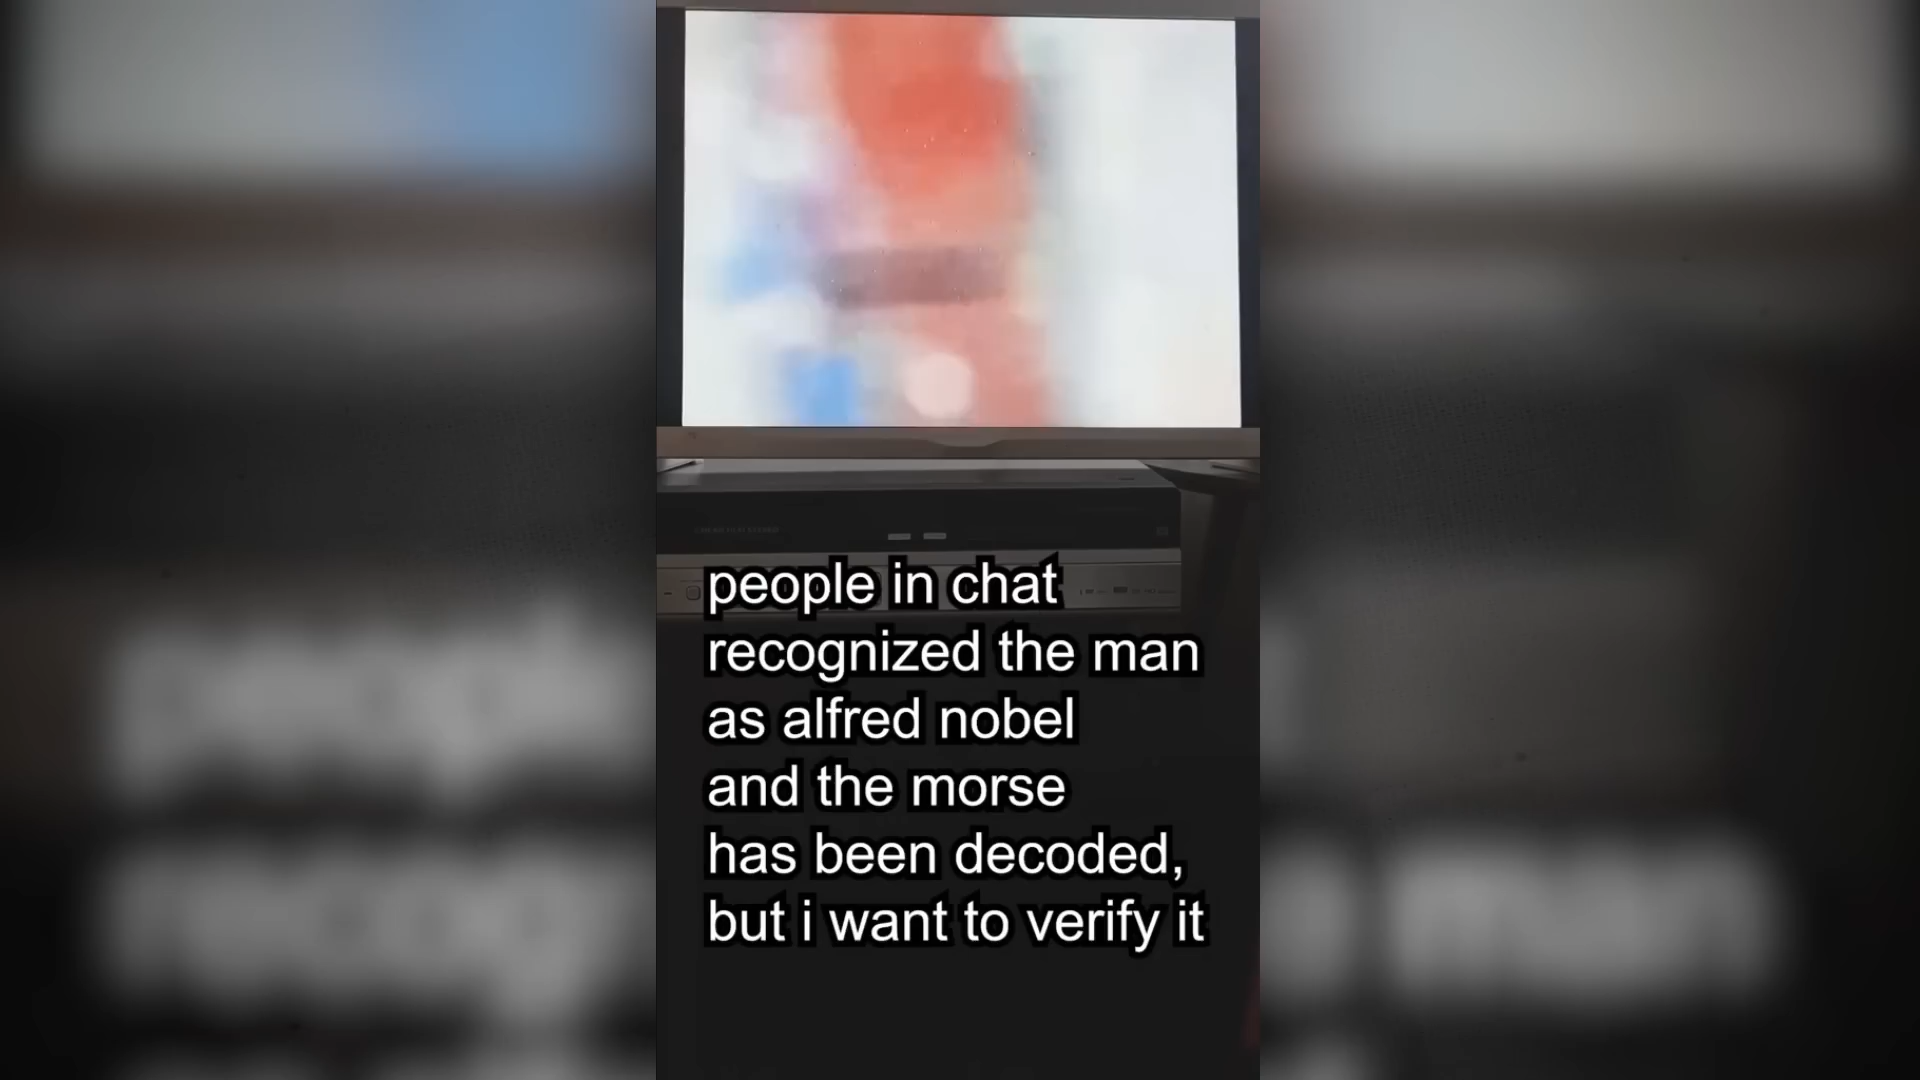 people in chat
recognized the man
as alfred nobel
and the morse
has been decoded,
but i want to verify it